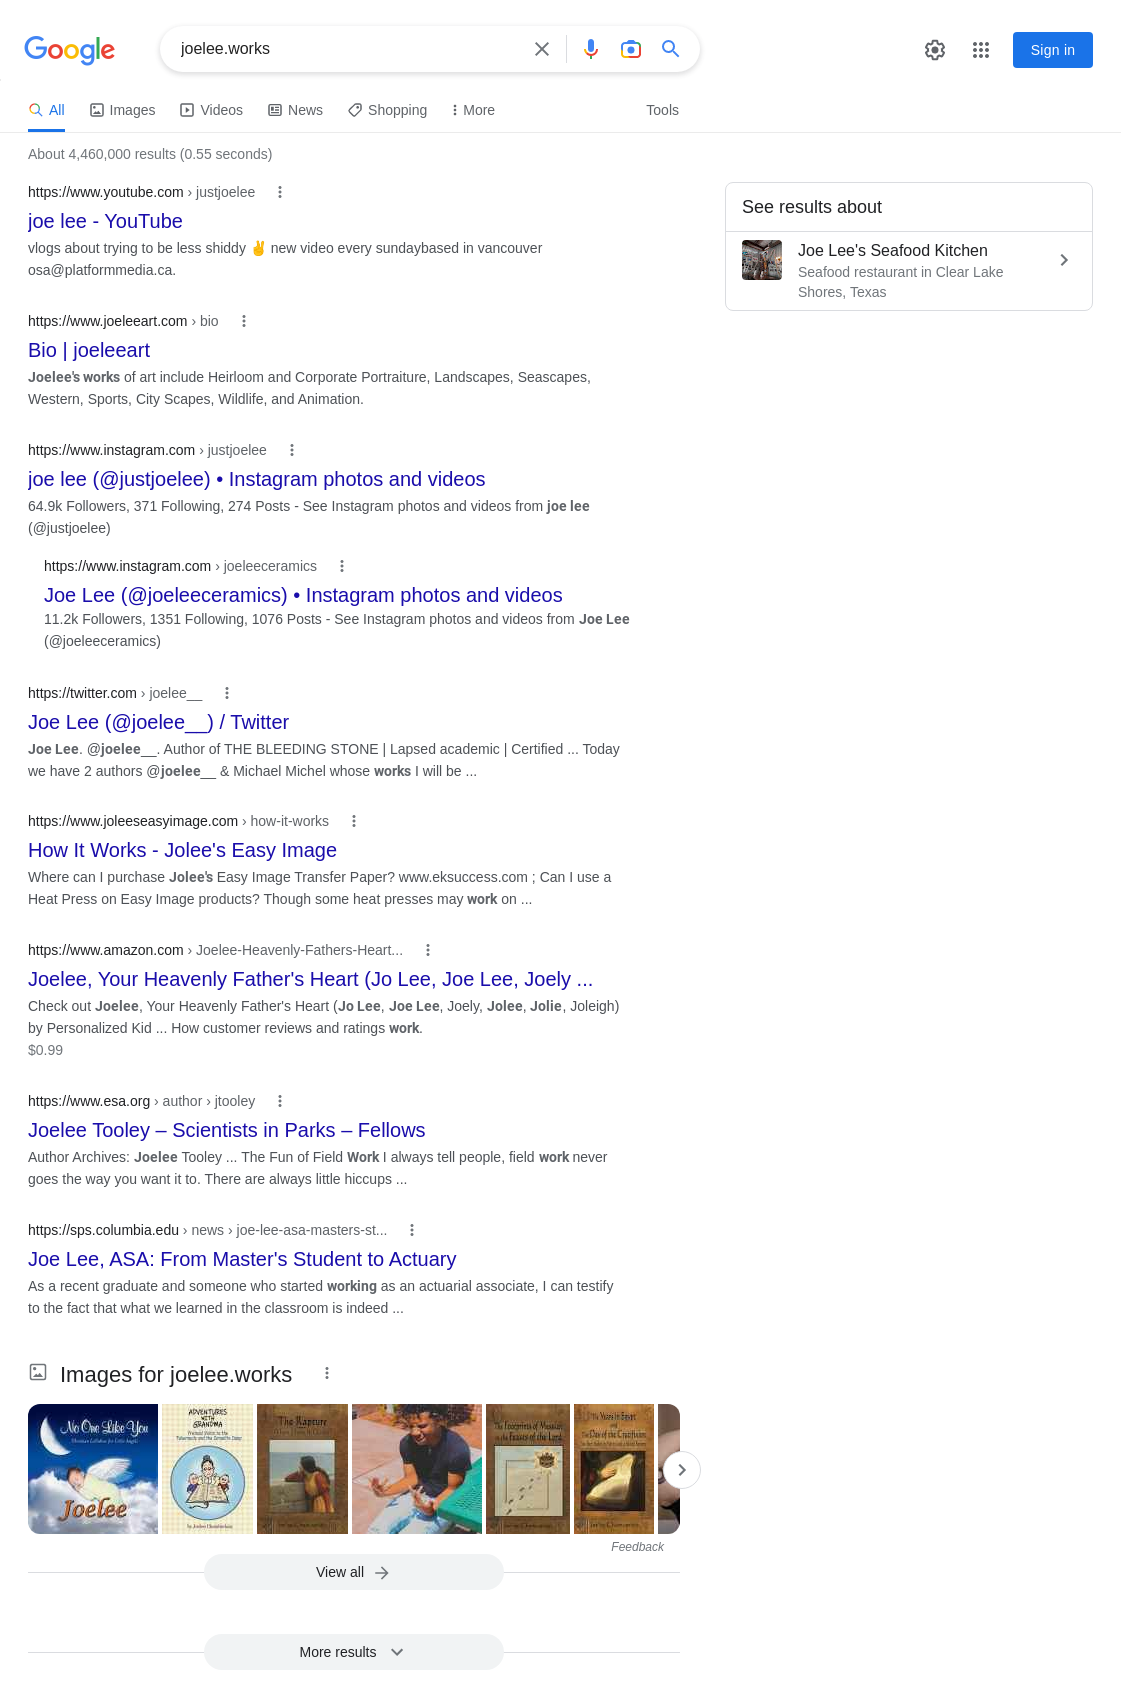 Google
joelee.works
Sign in
All
Images
Videos
News
Shopping
More
Tools
About 4,460,000 results (0.55 seconds)
https://www.youtube.com › justjoelee
joe lee - YouTube
vlogs about trying to be less shiddy ✌️ new video every sundaybased in vancouver
osa@platformmedia.ca.
See results about
Joe Lee's Seafood Kitchen
Seafood restaurant in Clear Lake
Shores, Texas
https://www.joeleeart.com › bio
Bio | joeleeart
Joelee's works of art include Heirloom and Corporate Portraiture, Landscapes, Seascapes,
Western, Sports, City Scapes, Wildlife, and Animation.
https://www.instagram.com › justjoelee
joe lee (@justjoelee) • Instagram photos and videos
64.9k Followers, 371 Following, 274 Posts - See Instagram photos and videos from joe lee
(@justjoelee)
https://www.instagram.com › joeleeceramics
Joe Lee (@joeleeceramics) • Instagram photos and videos
11.2k Followers, 1351 Following, 1076 Posts - See Instagram photos and videos from Joe Lee
(@joeleeceramics)
https://twitter.com › joelee__
Joe Lee (@joelee__) / Twitter
Joe Lee. @joelee__. Author of THE BLEEDING STONE | Lapsed academic | Certified ... Today
we have 2 authors @joelee__ & Michael Michel whose works I will be ...
https://www.joleeseasyimage.com › how-it-works
How It Works - Jolee's Easy Image
Where can I purchase Jolee's Easy Image Transfer Paper? www.eksuccess.com ; Can I use a
Heat Press on Easy Image products? Though some heat presses may work on ...
https://www.amazon.com › Joelee-Heavenly-Fathers-Heart...
Joelee, Your Heavenly Father's Heart (Jo Lee, Joe Lee, Joely ...
Check out Joelee, Your Heavenly Father's Heart (Jo Lee, Joe Lee, Joely, Jolee, Jolie, Joleigh)
by Personalized Kid ... How customer reviews and ratings work.
$0.99
https://www.esa.org › author › jtooley
Joelee Tooley – Scientists in Parks – Fellows
Author Archives: Joelee Tooley ... The Fun of Field Work I always tell people, field work never
goes the way you want it to. There are always little hiccups ...
https://sps.columbia.edu › news › joe-lee-asa-masters-st...
Joe Lee, ASA: From Master's Student to Actuary
As a recent graduate and someone who started working as an actuarial associate, I can testify
to the fact that what we learned in the classroom is indeed ...
Images for joelee.works
No One Like You
Joelee
ADVENTURES
WITH
GRANDMA
The Rapture
The Footprints of Messiah
in the Feasts of the Lord
The Years in Egypt
and
The Day of the Crucifixion
Feedback
View all
More results